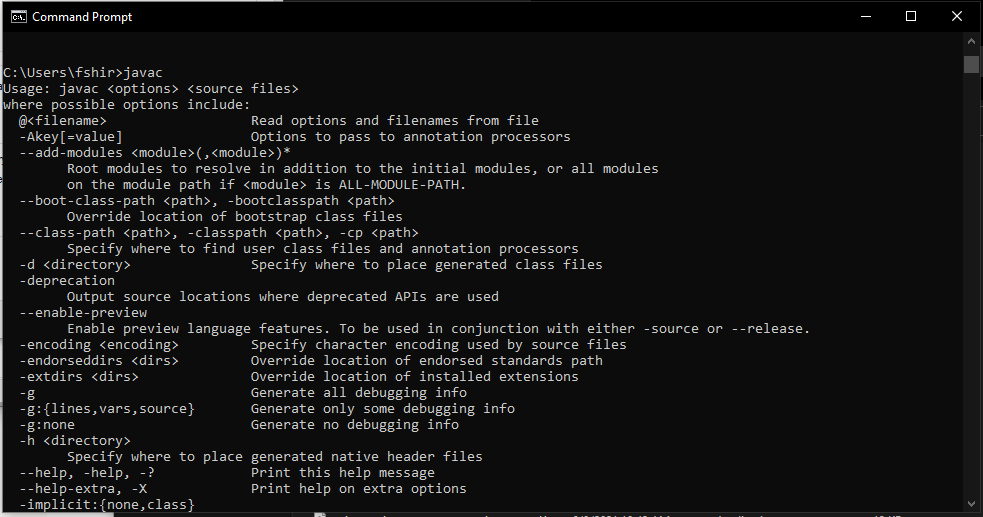 Command Prompt
C:\Users\fshir>javac
Usage: javac <options> <source files>
where possible options include:
@<filename> Read options and filenames from file
-Akey[=value] Options to pass to annotation processors
--add-modules <module>(,<module>)*
Root modules to resolve in addition to the initial modules, or all modules
on the module path if <module> is ALL-MODULE-PATH.
--boot-class-path <path>, -bootclasspath <path>
Override location of bootstrap class files
--class-path <path>, -classpath <path>, -cp <path>
Specify where to find user class files and annotation processors
-d <directory> Specify where to place generated class files
-deprecation
Output source locations where deprecated APIs are used
--enable-preview
Enable preview language features. To be used in conjunction with either -source or --release.
-encoding <encoding> Specify character encoding used by source files
-endorseddirs <dirs> Override location of endorsed standards path
-extdirs <dirs> Override location of installed extensions
-g Generate all debugging info
-g:{lines,vars,source} Generate only some debugging info
-g:none Generate no debugging info
-h <directory>
Specify where to place generated native header files
--help, -help, -? Print this help message
--help-extra, -X Print help on extra options
-implicit:{none,class}